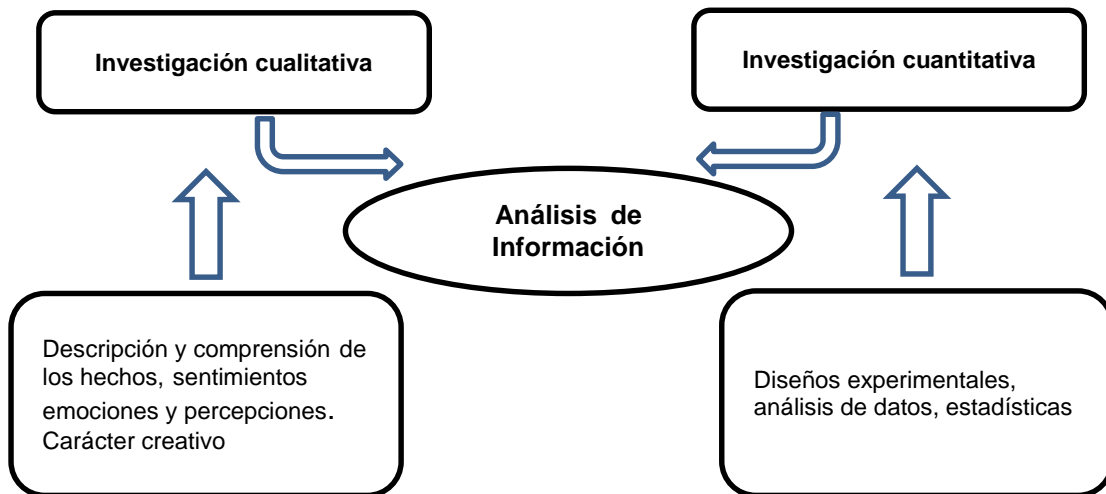 Investigación cualitativa
Investigación cuantitativa
Análisis de
Información
Descripción y comprensión de
los hechos, sentimientos
emociones y percepciones.
Carácter creativo
Diseños experimentales,
análisis de datos, estadísticas